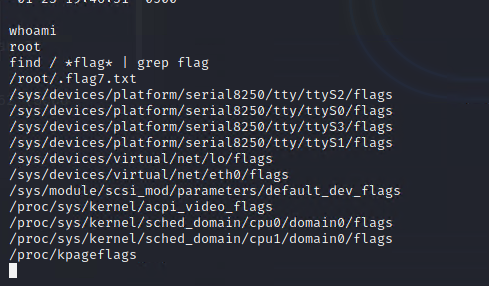 whoami
root
find / *flag* | grep flag
/root/.flag7.txt
/sys/devices/platform/serial8250/tty/ttyS2/flags
/sys/devices/platform/serial8250/tty/ttyS0/flags
/sys/devices/platform/serial8250/tty/ttyS3/flags
/sys/devices/platform/serial8250/tty/ttyS1/flags
/sys/devices/virtual/net/lo/flags
/sys/devices/virtual/net/eth0/flags
/sys/module/scsi_mod/parameters/default_dev_flags
/proc/sys/kernel/acpi_video_flags
/proc/sys/kernel/sched_domain/cpu0/domain0/flags
/proc/sys/kernel/sched_domain/cpu1/domain0/flags
/proc/kpageflags